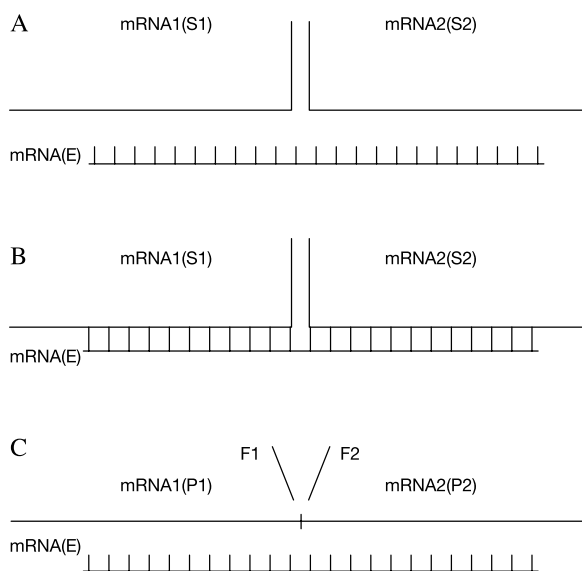 A
mRNA1(S1) mRNA2(S2)
mRNA(E)
B
mRNA1(S1) mRNA2(S2)
mRNA(E)
C
F1 F2
mRNA1(P1) mRNA2(P2)
mRNA(E)